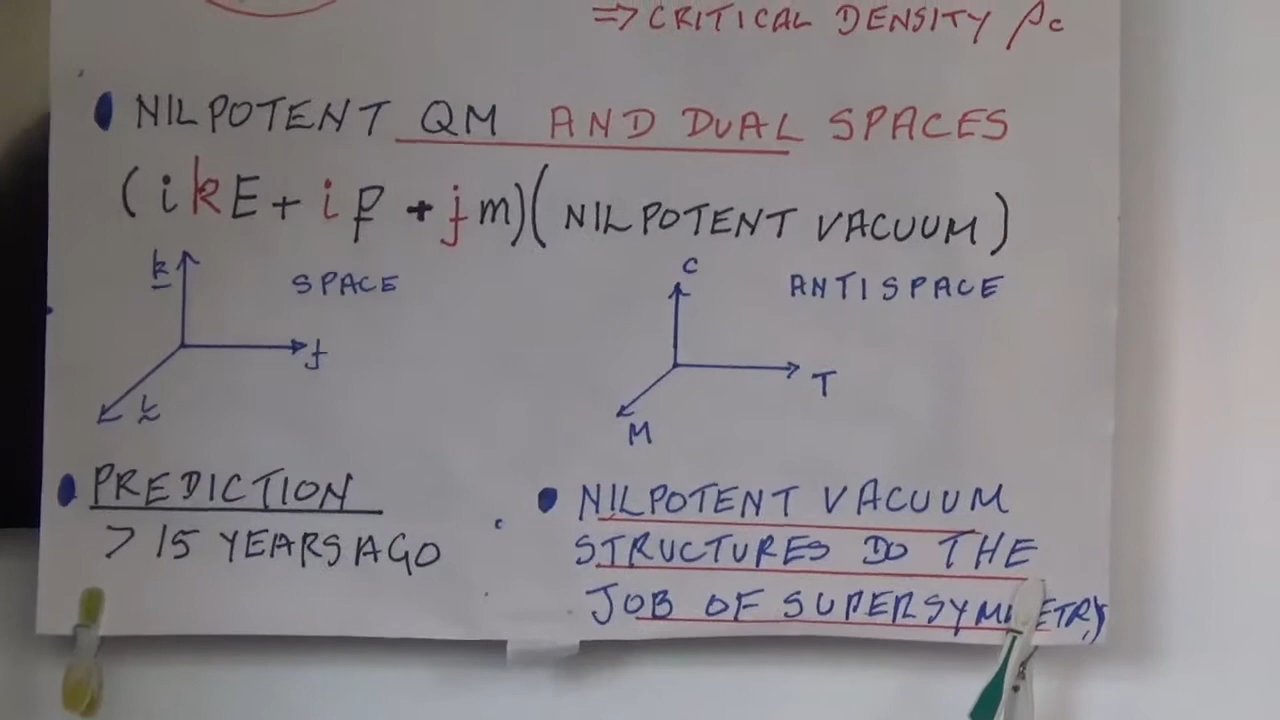 ⇒ CRITICAL DENSITY ρc
• NILPOTENT QM AND DUAL SPACES
(ikE + ip + jm)(NILPOTENT VACUUM)
k SPACE
j
i
C ANTISPACE
T
M
• PREDICTION
> 15 YEARS AGO
• NILPOTENT VACUUM
STRUCTURES DO THE
JOB OF SUPERSYMMETRY